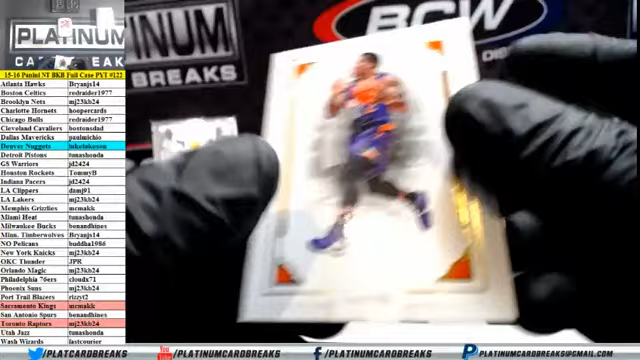 PLATINUM
BREAKS
NUM
BREAKS
BCW
15-16 Panini NT BKB Full Case PYT #122
Atlanta Hawks Bryanjs14
Boston Celtics redraider1977
Brooklyn Nets mj23kb24
Charlotte Hornets hoopercards
Chicago Bulls redraider1977
Cleveland Cavaliers bostonsdad
Dallas Mavericks paulmichio
Denver Nuggets
Detroit Pistons tunashonda
GS Warriors jd2424
Houston Rockets TommyB
Indiana Pacers jd2424
LA Clippers damj91
LA Lakers mj23kb24
Memphis Grizzlies mcmakk
Miami Heat tunashonda
Milwaukee Bucks benandhines
Minn. Timberwolves Bryanjs14
NO Pelicans buddha1986
New York Knicks mj23kb24
OKC Thunder JPR
Orlando Magic mj23kb24
Philadelphia 76ers cloudx71
Phoenix Suns mj23kb24
Port Trail Blazers rizzyt2
Sacramento Kings mcmakk
San Antonio Spurs benandhines
Toronto Raptors mj23kb24
Utah Jazz tunashonda
Wash Wizards lastcourier
/PLATCARDBREAKS
/PLATINUMCARDBREAKS
/PLATINUMCARDBREAKS
/PLATINUMCARDBREAKS